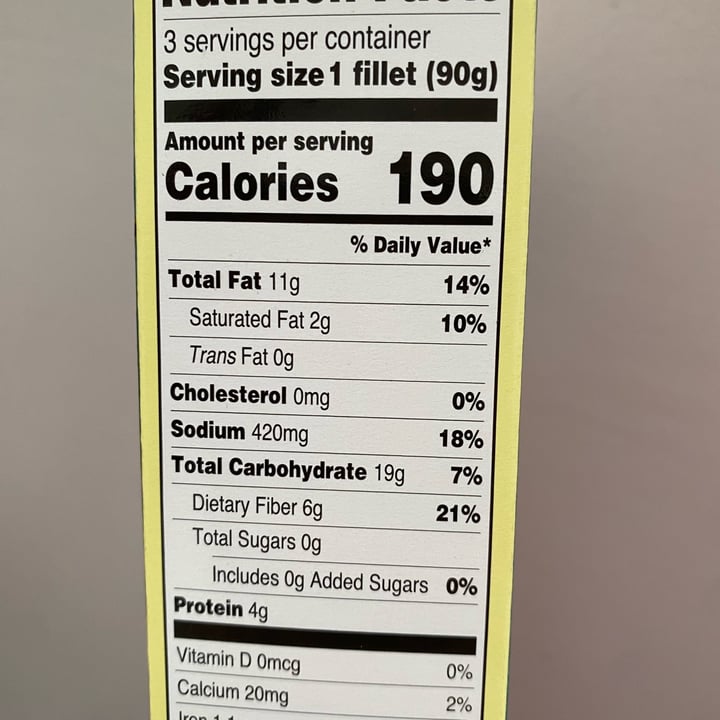 3 servings per container
Serving size 1 fillet (90g)
Amount per serving
Calories 190
% Daily Value*
Total Fat 11g 14%
Saturated Fat 2g 10%
Trans Fat 0g
Cholesterol 0mg 0%
Sodium 420mg 18%
Total Carbohydrate 19g 7%
Dietary Fiber 6g 21%
Total Sugars 0g
Includes 0g Added Sugars 0%
Protein 4g
Vitamin D 0mcg 0%
Calcium 20mg 2%